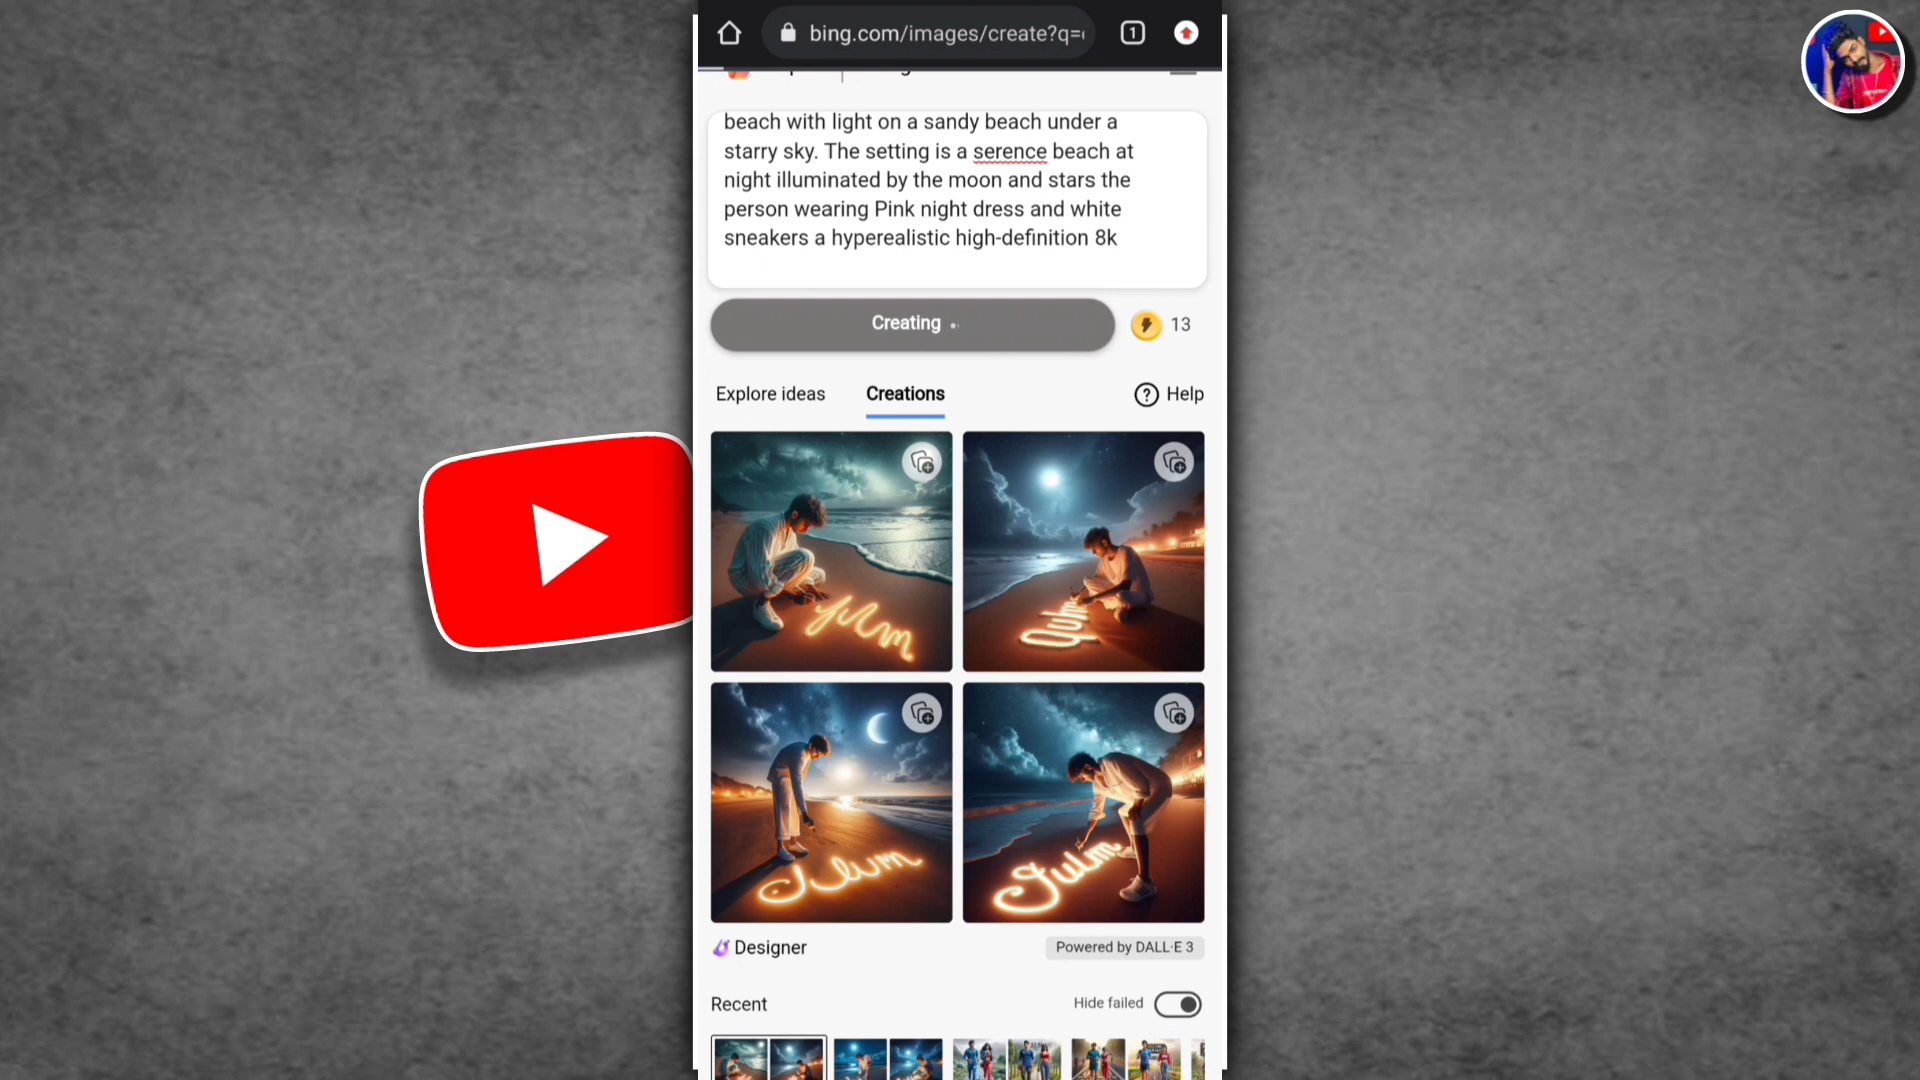 1
bing.com/images/create?q=
beach with light on a sandy beach under a
starry sky. The setting is a serence beach at
night illuminated by the moon and stars the
person wearing Pink night dress and white
sneakers a hyperealistic high-definition 8k
Creating
13
Explore ideas
Creations
? Help
Designer
Powered by DALL·E 3
Recent
Hide failed